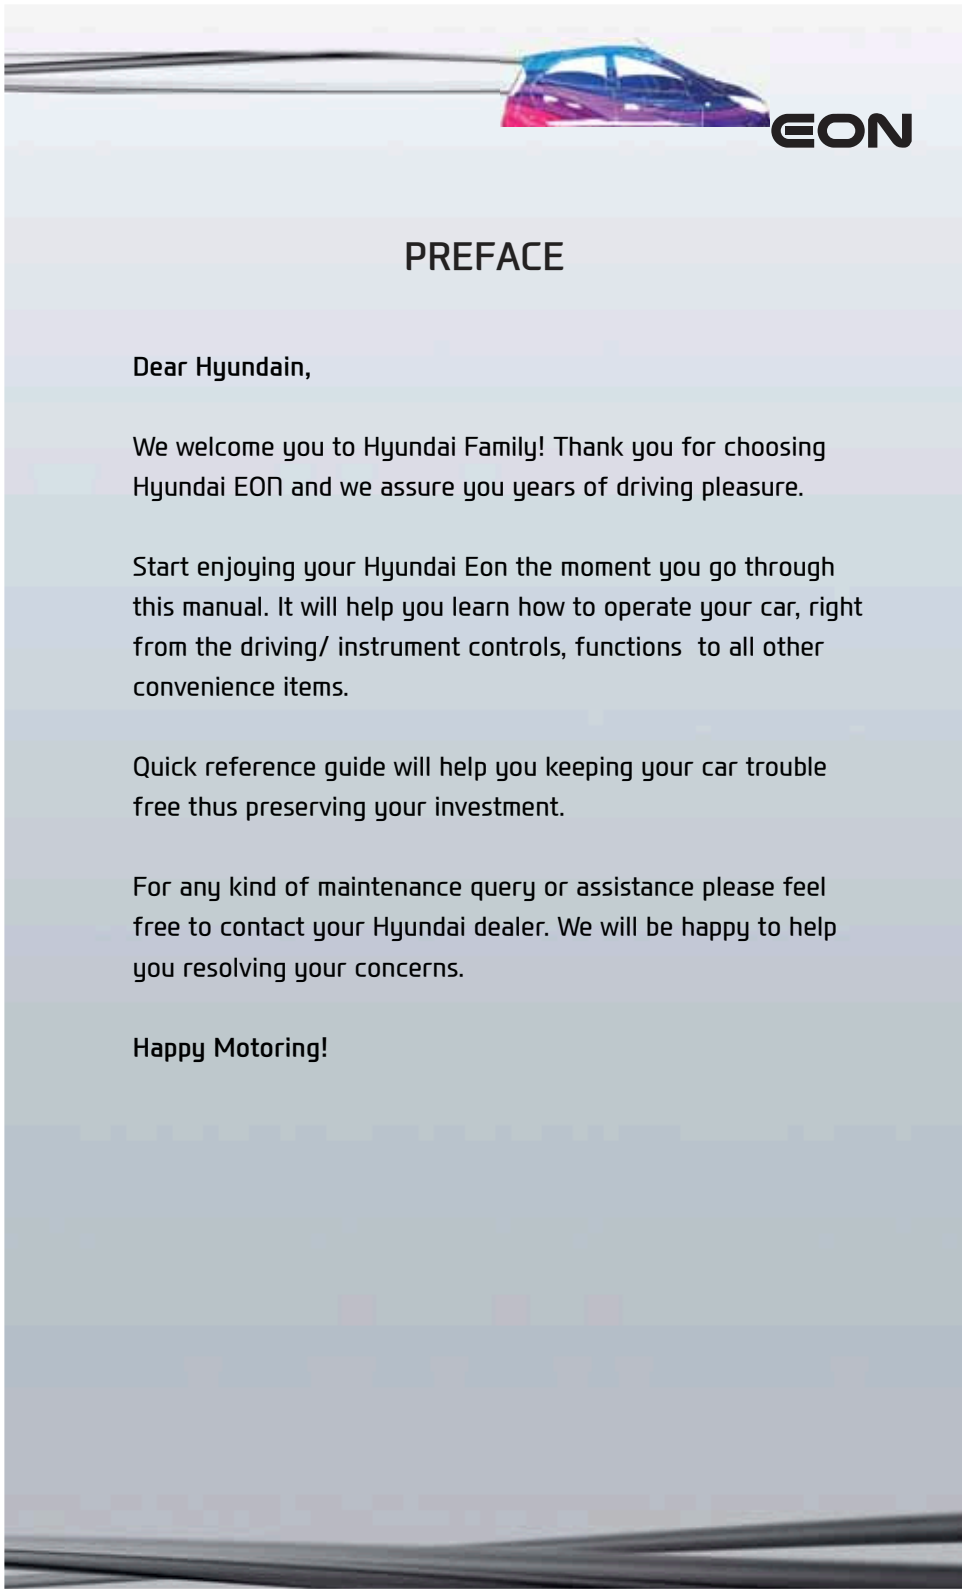 EON
PREFACE
Dear Hyundain,
We welcome you to Hyundai Family! Thank you for choosing
Hyundai EON and we assure you years of driving pleasure.
Start enjoying your Hyundai Eon the moment you go through
this manual. It will help you learn how to operate your car, right
from the driving/ instrument controls, functions  to all other
convenience items.
Quick reference guide will help you keeping your car trouble
free thus preserving your investment.
For any kind of maintenance query or assistance please feel
free to contact your Hyundai dealer. We will be happy to help
you resolving your concerns.
Happy Motoring!